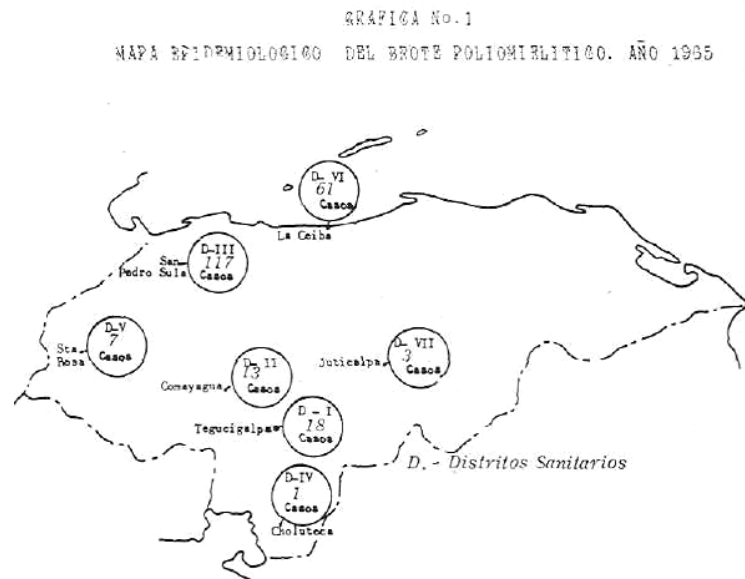 GRAFICA No. 1
MAPA EPIDEMIOLOGICO DEL BROTE POLIOMIELITICO. AÑO 1965
D- VI
61
Casos
La Ceiba
D-III
117
Casos
San
Pedro Sula
D-V
7
Casos
Sta.
Rosa
D- VII
3
Casos
Juticalpa
D- II
13
Casos
Comayagua
D - I
18
Casos
Tegucigalpa
D. - Distritos Sanitarios
D-IV
1
Casos
Choluteca